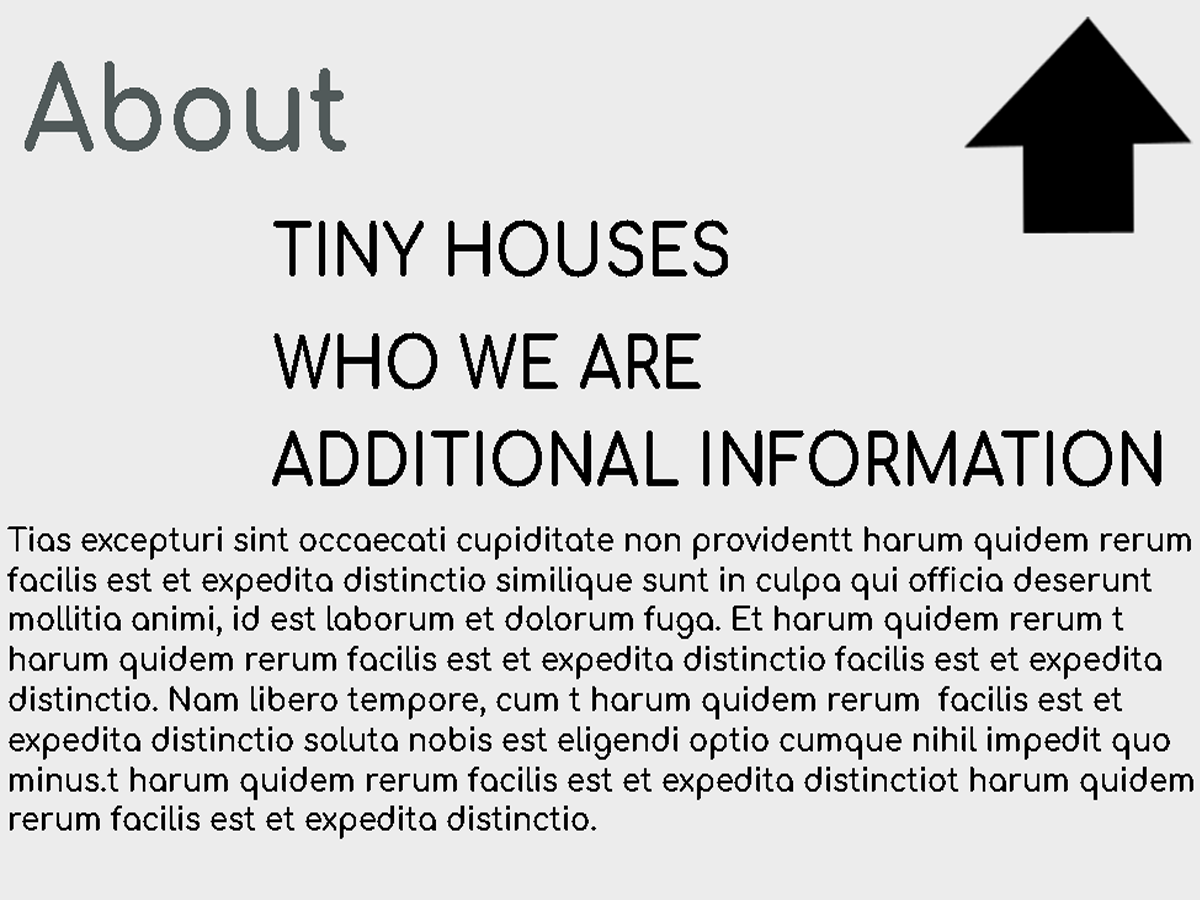 About
TINY HOUSES
WHO WE ARE
ADDITIONAL INFORMATION
Tias excepturi sint occaecati cupiditate non providentt harum quidem rerum
facilis est et expedita distinctio similique sunt in culpa qui officia deserunt
mollitia animi, id est laborum et dolorum fuga. Et harum quidem rerum t
harum quidem rerum facilis est et expedita distinctio facilis est et expedita
distinctio. Nam libero tempore, cum t harum quidem rerum  facilis est et
expedita distinctio soluta nobis est eligendi optio cumque nihil impedit quo
minus.t harum quidem rerum facilis est et expedita distinctiot harum quidem
rerum facilis est et expedita distinctio.